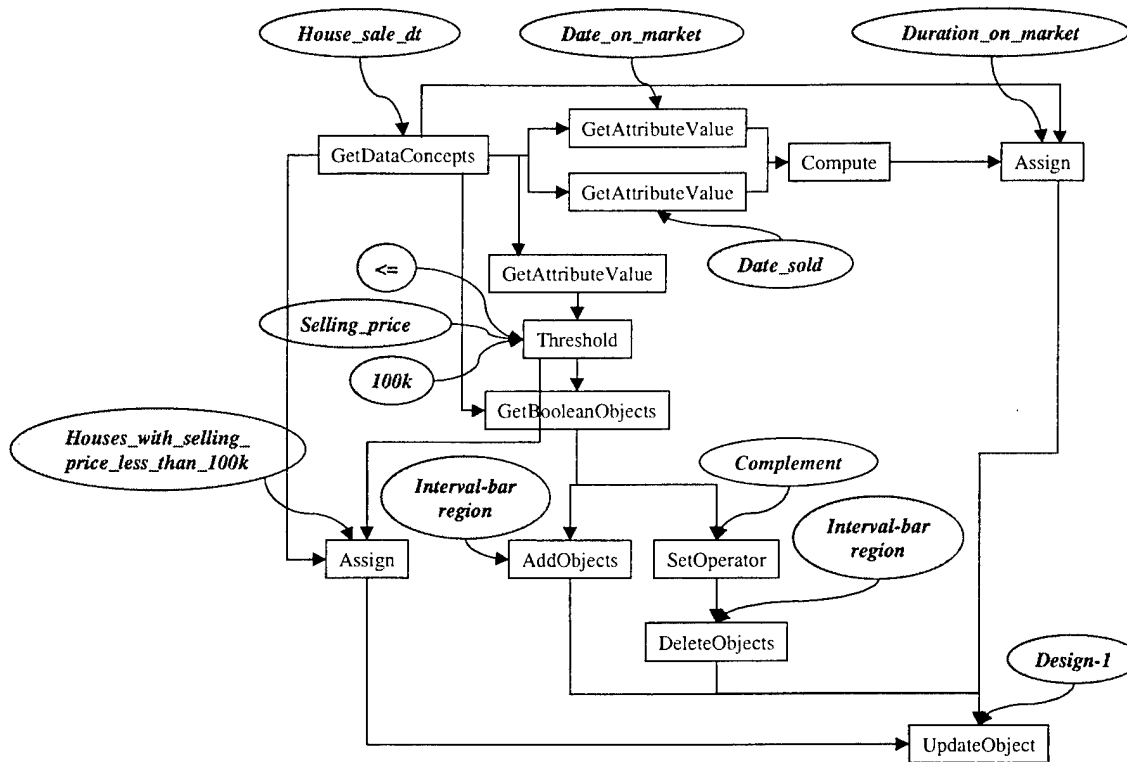 House_sale_dt
Date_on_market
Duration_on_market
GetAttributeValue
GetDataConcepts
Compute
Assign
GetAttributeValue
Date_sold
<=
GetAttributeValue
Selling_price
Threshold
100k
GetBooleanObjects
Houses_with_selling_
price_less_than_100k
Complement
Interval-bar
region
Interval-bar
region
Assign
AddObjects
SetOperator
DeleteObjects
Design-1
UpdateObject